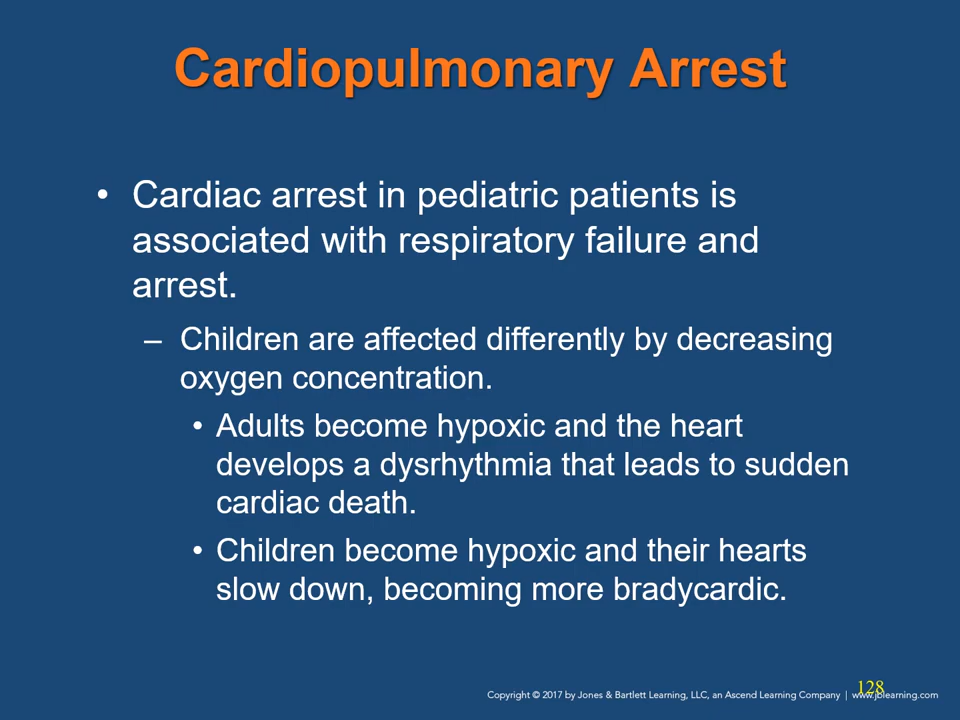 Cardiopulmonary Arrest
• Cardiac arrest in pediatric patients is
associated with respiratory failure and
arrest.
– Children are affected differently by decreasing
oxygen concentration.
• Adults become hypoxic and the heart
develops a dysrhythmia that leads to sudden
cardiac death.
• Children become hypoxic and their hearts
slow down, becoming more bradycardic.
128
Copyright © 2017 by Jones & Bartlett Learning, LLC, an Ascend Learning Company | www.jblearning.com